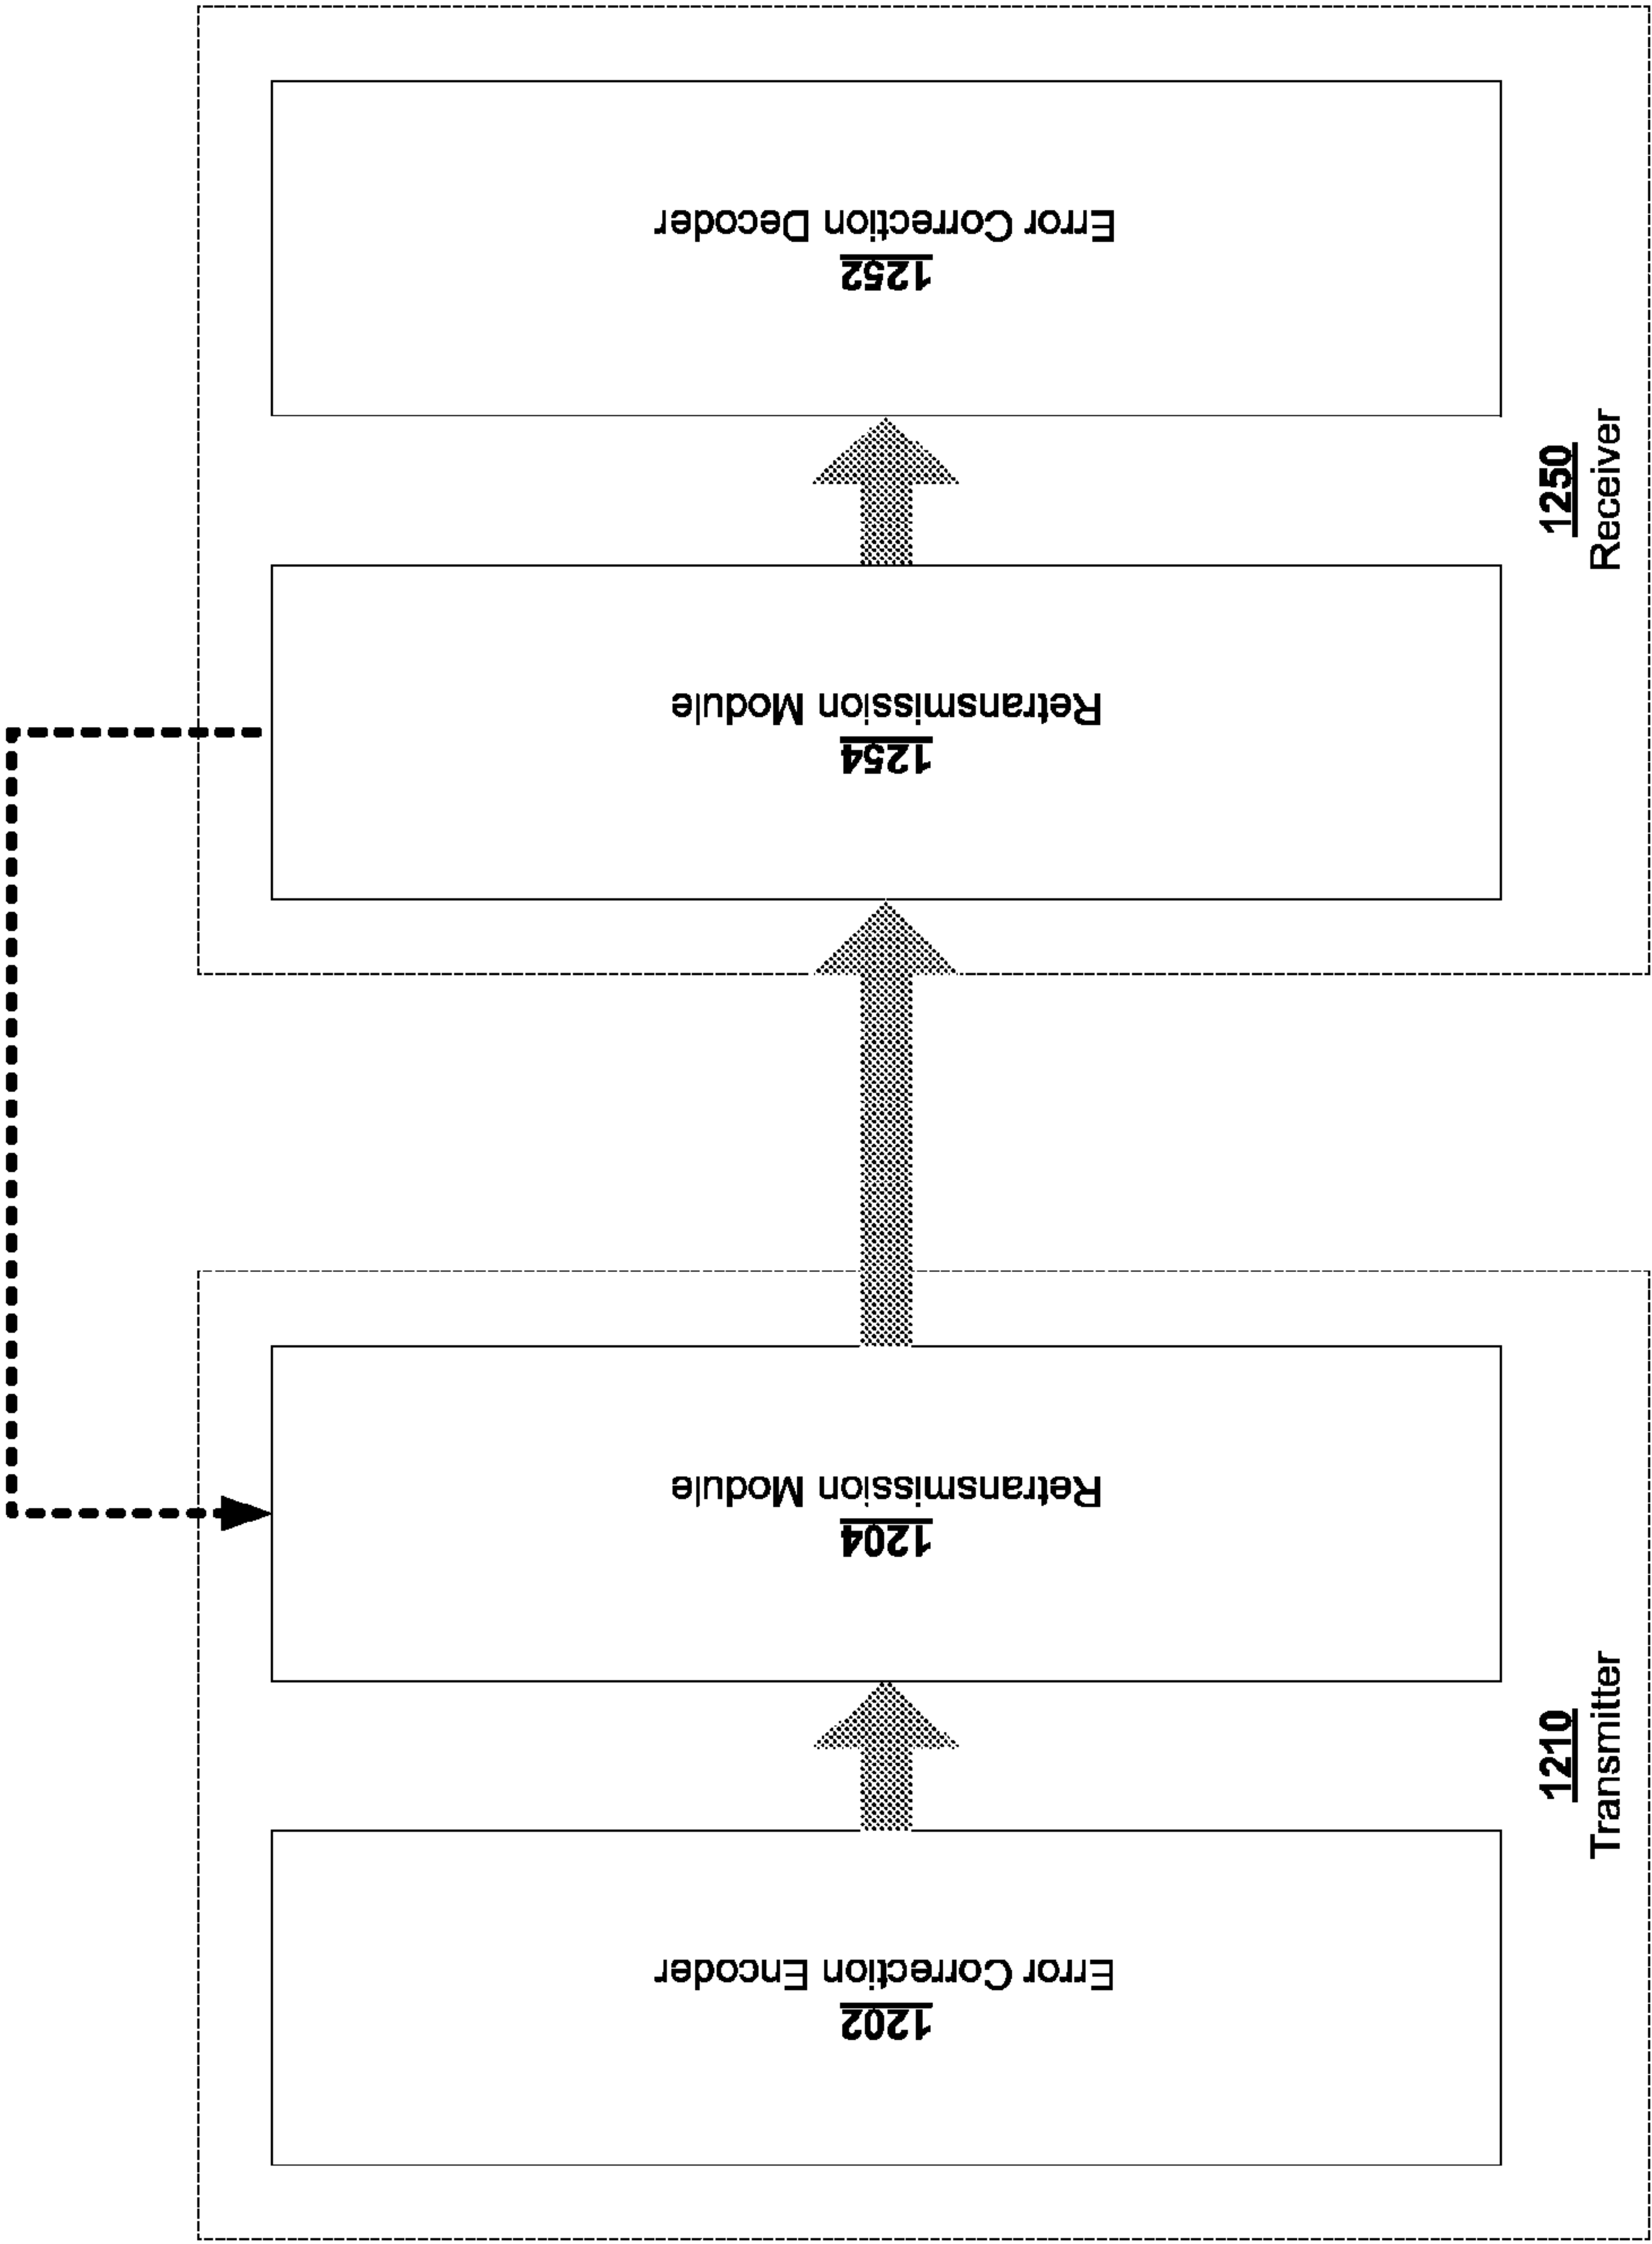 1202
Error Correction Encoder
1204
Retransmission Module
1210
Transmitter
1254
Retransmission Module
1252
Error Correction Decoder
1250
Receiver